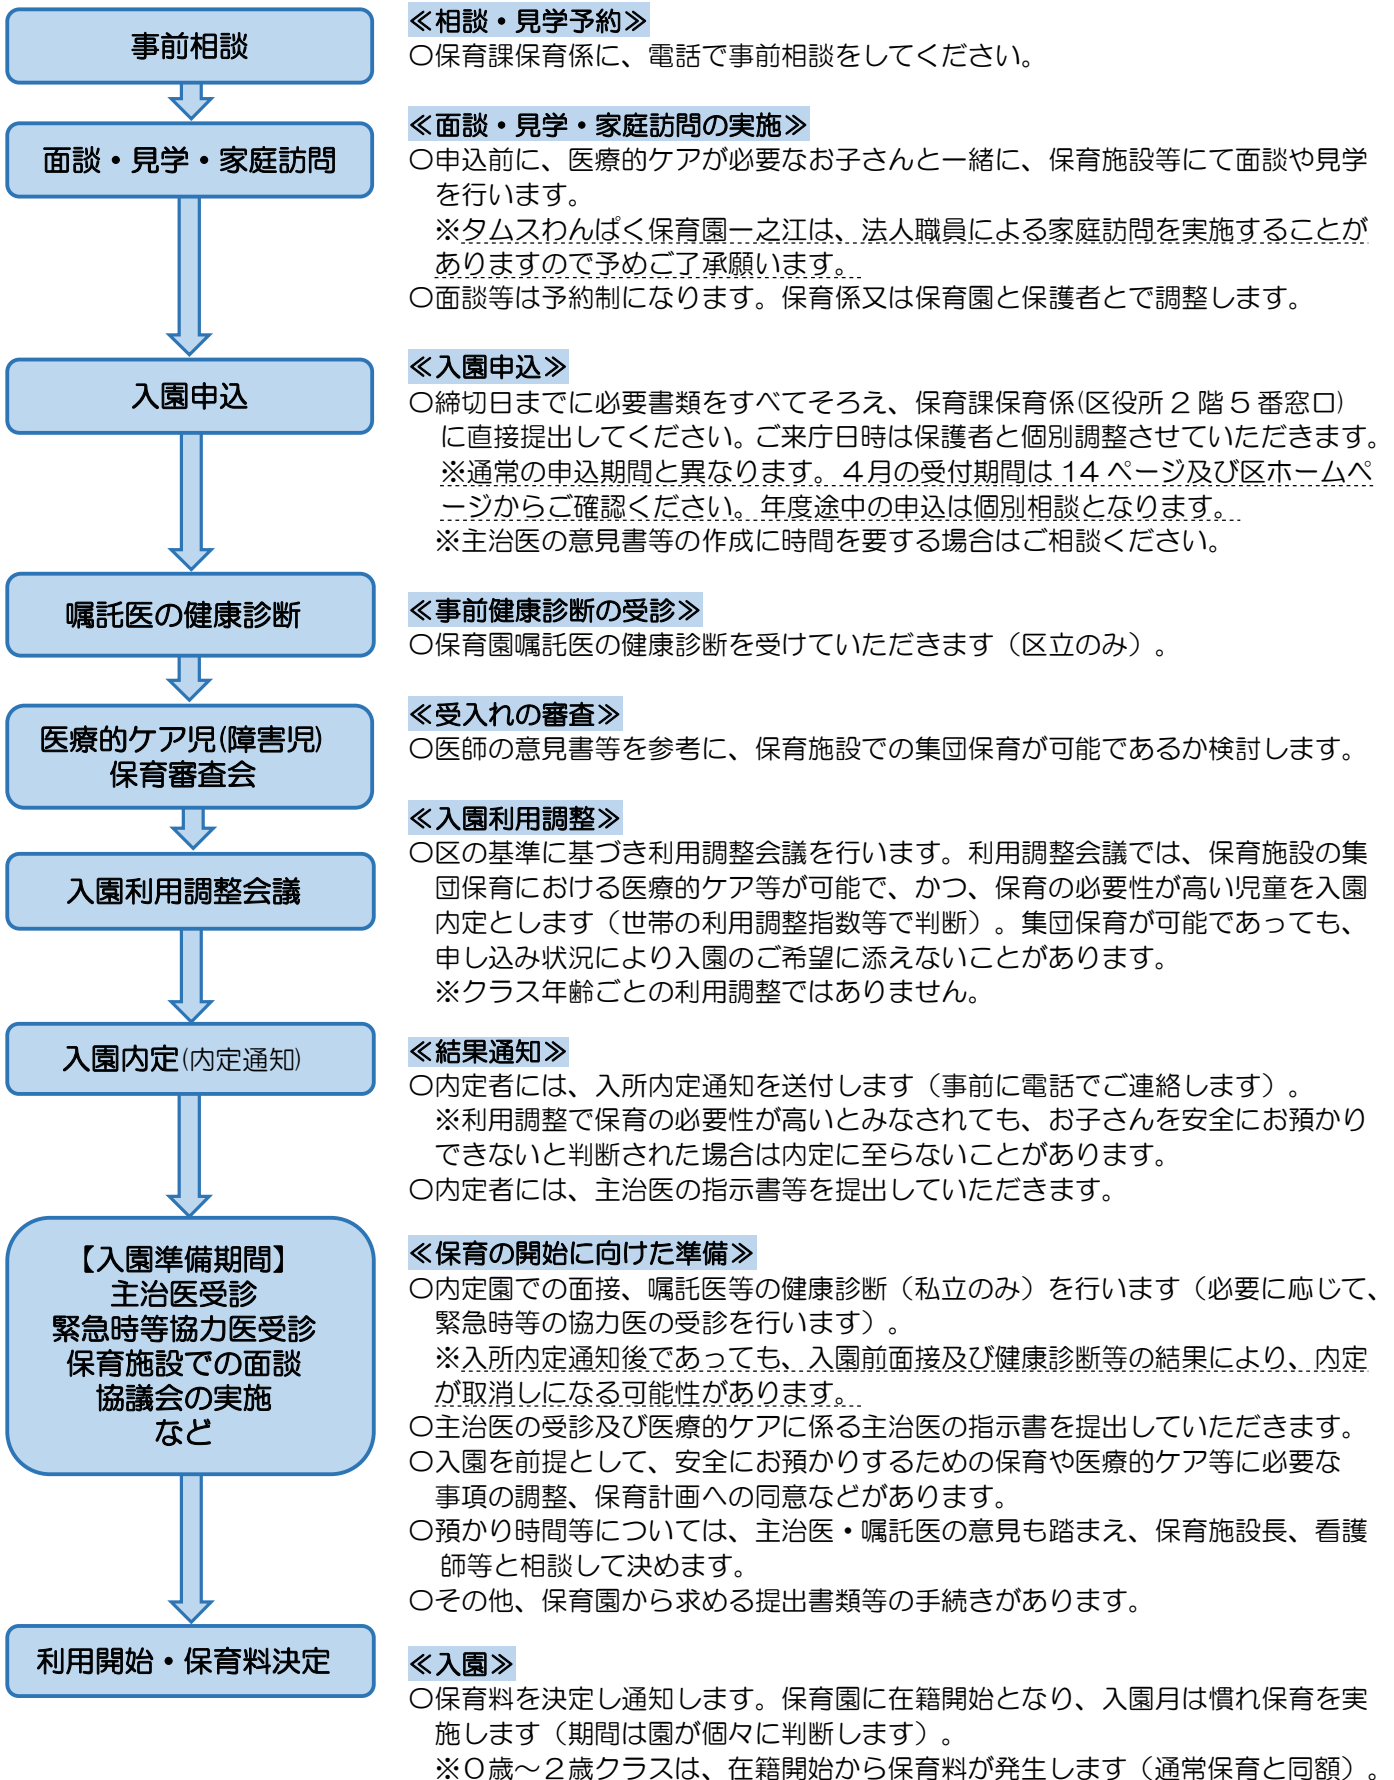 事前相談
≪相談・見学予約≫
〇保育課保育係に、電話で事前相談をしてください。
面談・見学・家庭訪問
≪面談・見学・家庭訪問の実施≫
〇申込前に、医療的ケアが必要なお子さんと一緒に、保育施設等にて面談や見学
を行います。
※タムスわんぱく保育園一之江は、法人職員による家庭訪問を実施することが
ありますので予めご了承願います。
〇面談等は予約制になります。保育係又は保育園と保護者とで調整します。
入園申込
≪入園申込≫
〇締切日までに必要書類をすべてそろえ、保育課保育係(区役所２階５番窓口)
に直接提出してください。ご来庁日時は保護者と個別調整させていただきます。
※通常の申込期間と異なります。４月の受付期間は 14 ページ及び区ホームペ
ージからご確認ください。年度途中の申込は個別相談となります。
※主治医の意見書等の作成に時間を要する場合はご相談ください。
嘱託医の健康診断
≪事前健康診断の受診≫
〇保育園嘱託医の健康診断を受けていただきます（区立のみ）。
医療的ケア児(障害児)
保育審査会
≪受入れの審査≫
〇医師の意見書等を参考に、保育施設での集団保育が可能であるか検討します。
入園利用調整会議
≪入園利用調整≫
〇区の基準に基づき利用調整会議を行います。利用調整会議では、保育施設の集
団保育における医療的ケア等が可能で、かつ、保育の必要性が高い児童を入園
内定とします（世帯の利用調整指数等で判断）。集団保育が可能であっても、
申し込み状況により入園のご希望に添えないことがあります。
※クラス年齢ごとの利用調整ではありません。
入園内定(内定通知)
≪結果通知≫
〇内定者には、入所内定通知を送付します（事前に電話でご連絡します）。
※利用調整で保育の必要性が高いとみなされても、お子さんを安全にお預かり
できないと判断された場合は内定に至らないことがあります。
〇内定者には、主治医の指示書等を提出していただきます。
【入園準備期間】
主治医受診
緊急時等協力医受診
保育施設での面談
協議会の実施
など
≪保育の開始に向けた準備≫
〇内定園での面接、嘱託医等の健康診断（私立のみ）を行います（必要に応じて、
緊急時等の協力医の受診を行います）。
※入所内定通知後であっても、入園前面接及び健康診断等の結果により、内定
が取消しになる可能性があります。
〇主治医の受診及び医療的ケアに係る主治医の指示書を提出していただきます。
〇入園を前提として、安全にお預かりするための保育や医療的ケア等に必要な
事項の調整、保育計画への同意などがあります。
〇預かり時間等については、主治医・嘱託医の意見も踏まえ、保育施設長、看護
師等と相談して決めます。
〇その他、保育園から求める提出書類等の手続きがあります。
利用開始・保育料決定
≪入園≫
〇保育料を決定し通知します。保育園に在籍開始となり、入園月は慣れ保育を実
施します（期間は園が個々に判断します）。
※０歳～２歳クラスは、在籍開始から保育料が発生します（通常保育と同額）。